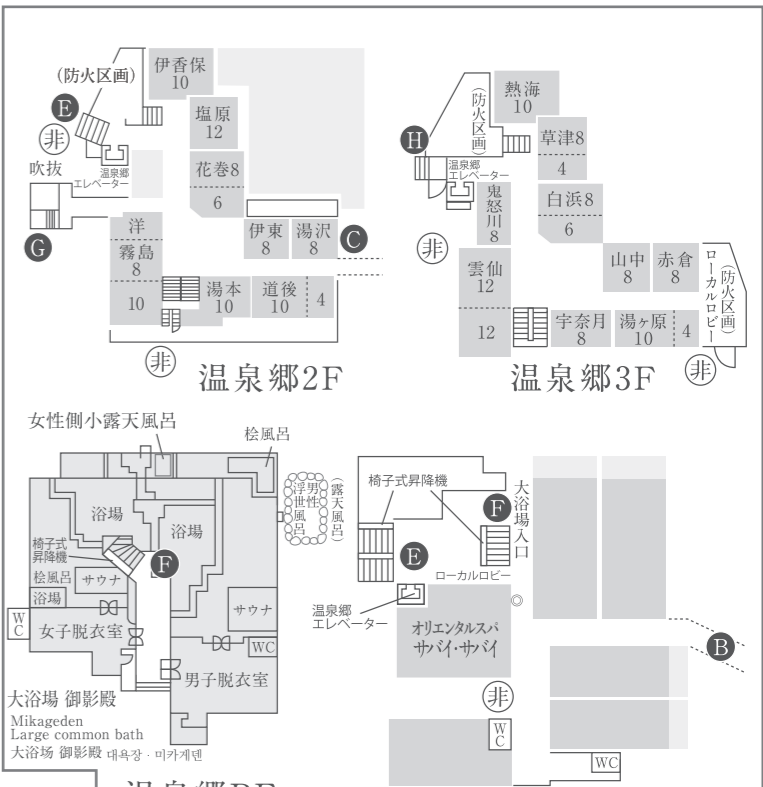 伊香保
10
(防火区画)
E
塩原
12
非
花巻8
6
吹抜
温泉郷
エレベーター
G
洋
霧島
8
10
伊東
8
湯沢
8
C
湯本
10
道後
10
4
非
温泉郷2F
熱海
10
(防火区画)
H
草津8
4
温泉郷
エレベーター
白浜8
6
鬼怒川
8
非
雲仙
12
12
山中
8
赤倉
8
(防火区画)
ローカルロビー
宇奈月
8
湯ヶ原
10
4
非
温泉郷3F
女性側小露天風呂
桧風呂
浴場
浴場
男性
浮世風呂
(露天風呂)
椅子式
昇降機
F
桧風呂
サウナ
浴場
サウナ
WC
女子脱衣室
WC
男子脱衣室
大浴場 御影殿
Mikageden
Large common bath
大浴场 御影殿 대욕장·미카게덴
椅子式昇降機
F
大浴場入口
E
ローカルロビー
温泉郷
エレベーター
オリエンタルスパ
サバイ・サバイ
B
非
WC
WC